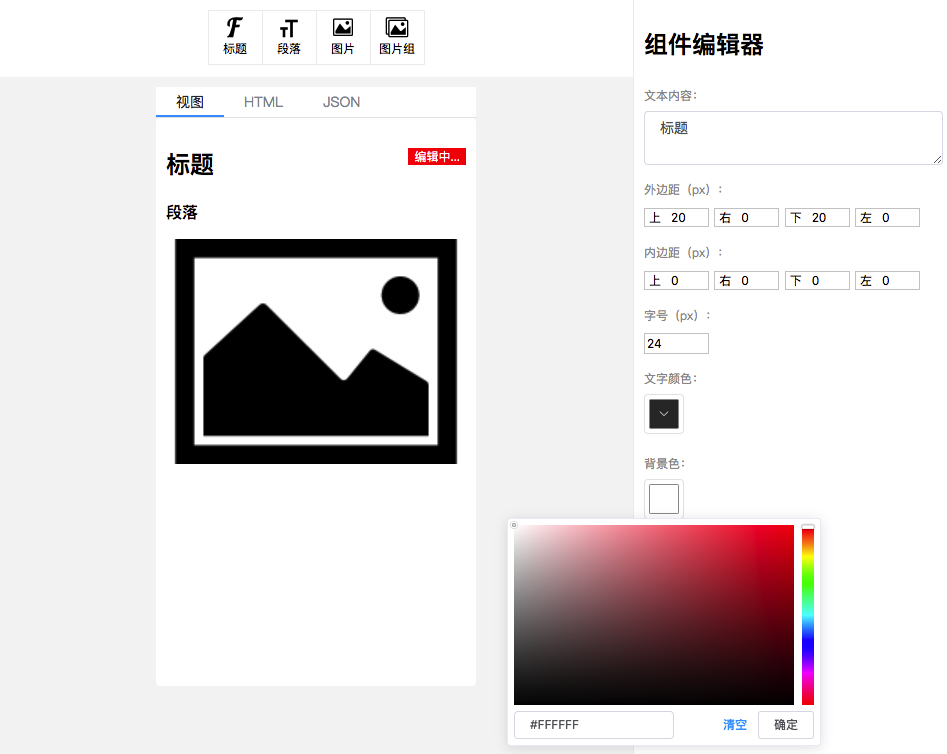 标题 段落 图片 图片组
视图 HTML JSON
标题
编辑中...
段落
组件编辑器
文本内容:
标题
外边距（px）:
上 20 右 0 下 20 左 0
内边距（px）:
上 0 右 0 下 0 左 0
字号（px）:
24
文字颜色:
背景色:
#FFFFFF 清空 确定